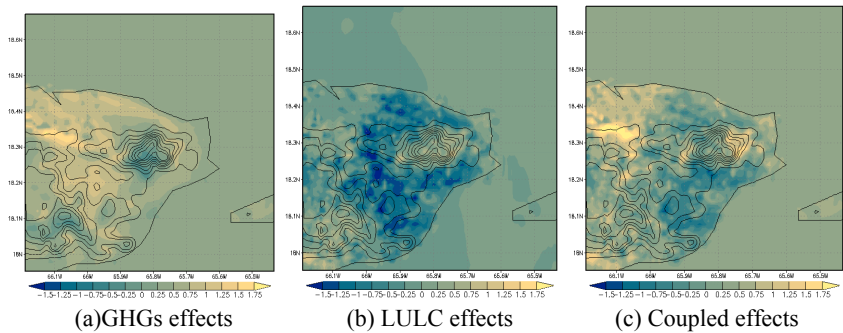 18.6N
18.5N
18.4N
18.3N
18.2N
18.1N
18N
66.1W 66W 65.9W 65.8W 65.7W 65.6W 65.5W
-1.5 -1.25 -1 -0.75 -0.5 -0.25 0 0.25 0.5 1 1.25 1.5 1.75
(a)GHGs effects
18.6N
18.5N
18.4N
18.3N
18.2N
18.1N
18N
66.1W 66W 65.9W 65.8W 65.7W 65.6W 65.5W
-1.5 -1.25 -1 -0.75 -0.5 -0.25 0 0.25 0.5 1 1.25 1.5 1.75
(b) LULC effects
18.6N
18.5N
18.4N
18.3N
18.2N
18.1N
18N
66.1W 66W 65.9W 65.8W 65.7W 65.6W 65.5W
-1.5 -1.25 -1 -0.75 -0.5 -0.25 0 0.25 0.5 1 1.25 1.5 1.75
(c) Coupled effects